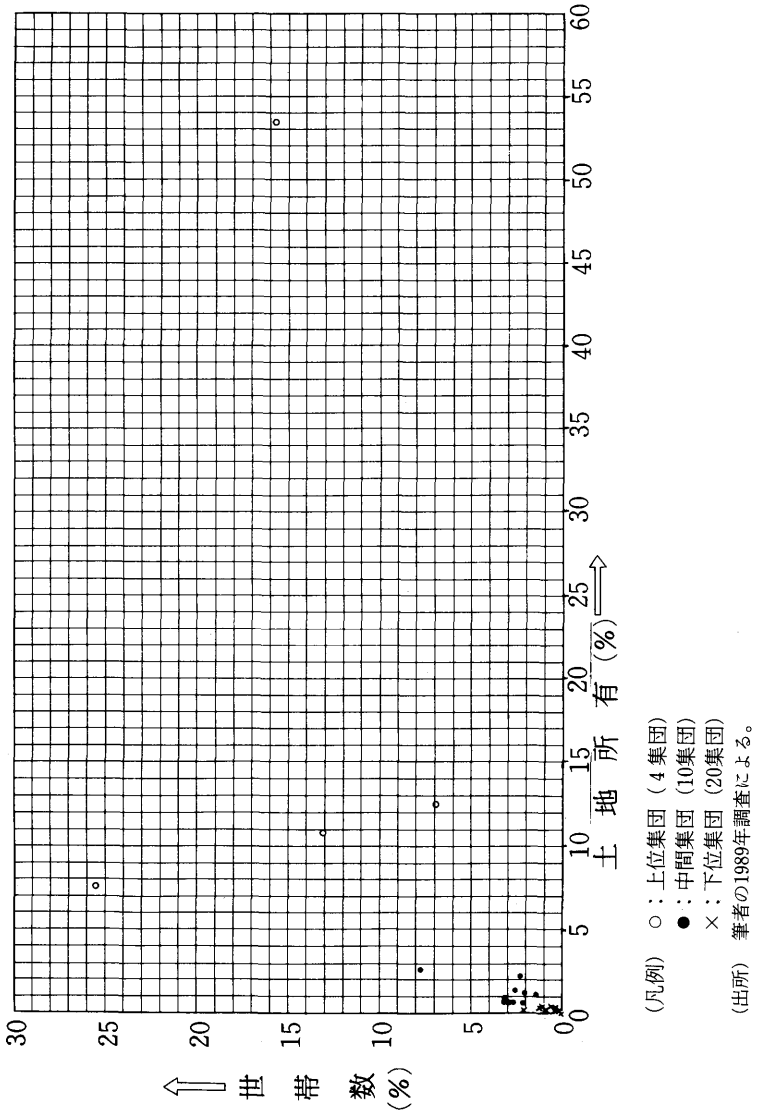 30
25
20
15
10
5
0
世帯数
(%)
0 5 10 15 20 25 30 35 40 45 50 55 60
土地所有 (%)
(凡例) ○:上位集団(4集団)
●:中間集団(10集団)
×:下位集団(20集団)
(出所) 筆者の1989年調査による。